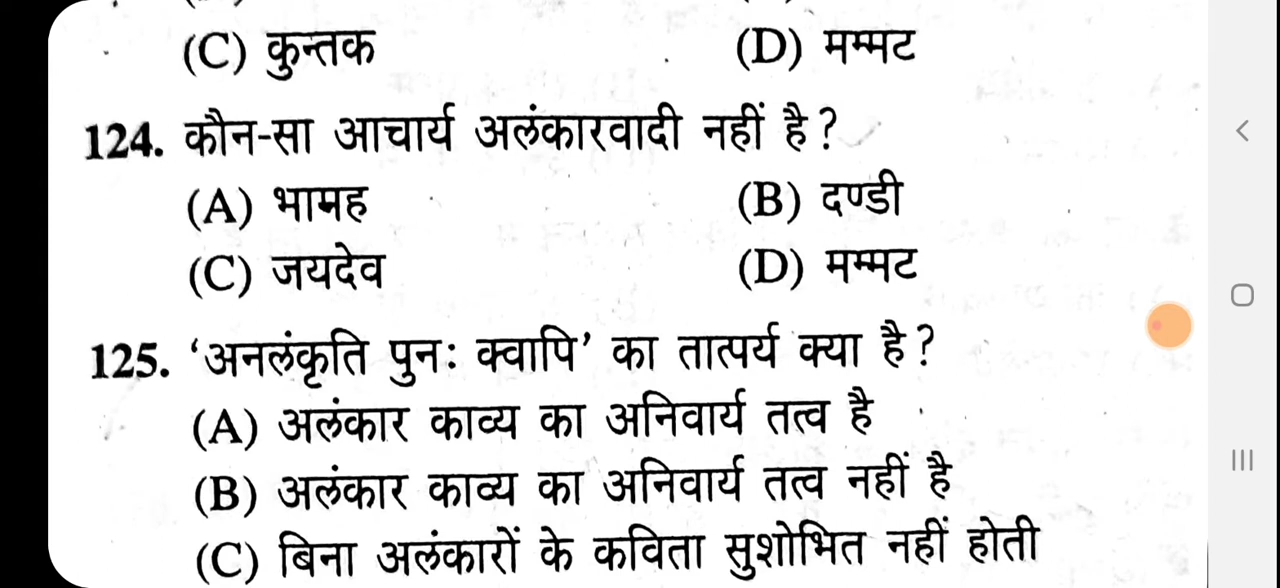 (C) कुन्तक (D) मम्मट
124. कौन-सा आचार्य अलंकारवादी नहीं है ?
(A) भामह (B) दण्डी
(C) जयदेव (D) मम्मट
125. ‘अनलंकृति पुनः क्वापि’ का तात्पर्य क्या है ?
(A) अलंकार काव्य का अनिवार्य तत्व है
(B) अलंकार काव्य का अनिवार्य तत्व नहीं है
(C) बिना अलंकारों के कविता सुशोभित नहीं होती